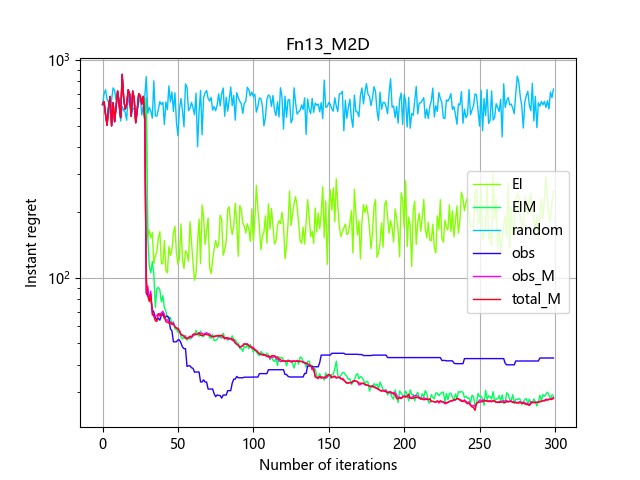 Fn13_M2D
Instant regret
10³
10²
EI
EIM
random
obs
obs_M
total_M
0 50 100 150 200 250 300
Number of iterations